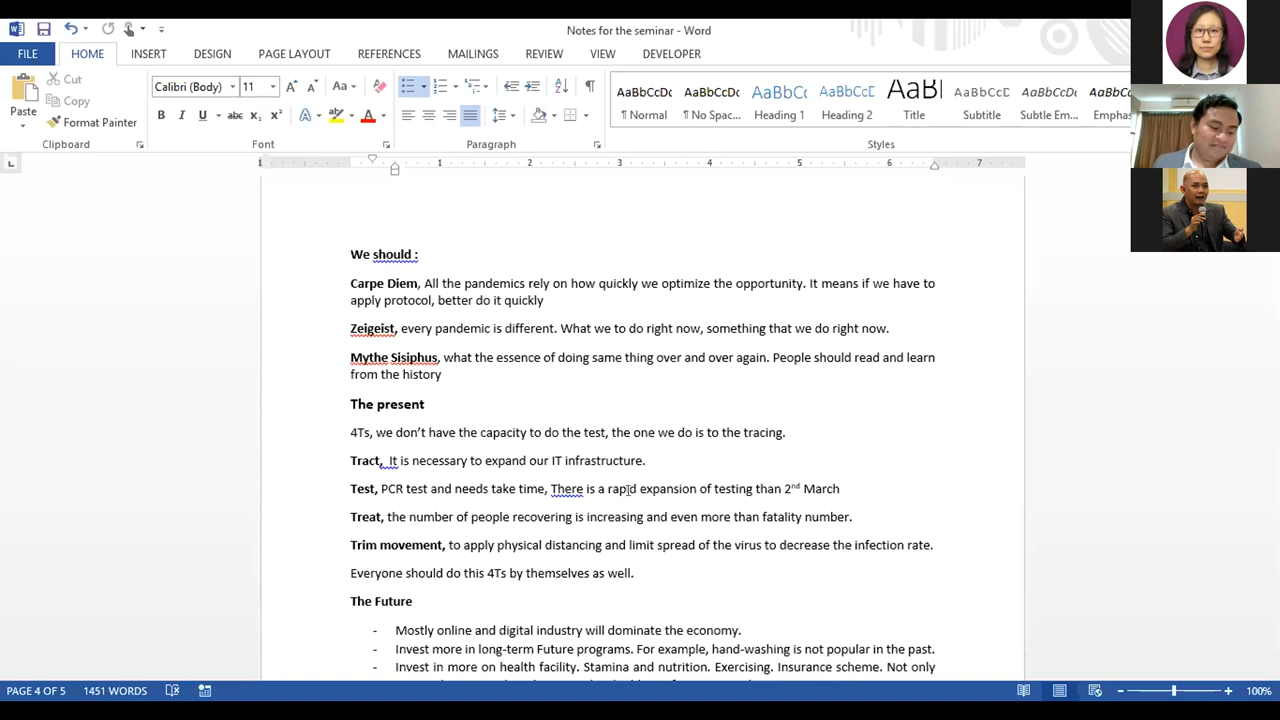 Notes for the seminar - Word
FILE HOME INSERT DESIGN PAGE LAYOUT REFERENCES MAILINGS REVIEW VIEW DEVELOPER
Cut
Copy
Format Painter
Paste
Calibri (Body) 11
AaBbCcDc AaBbCcDc AaBbCc AaBbCcD AaBl AaBbCcD AaBbCcDc AaBbCcDc
¶ Normal ¶ No Spac... Heading 1 Heading 2 Title Subtitle Subtle Em... Emphas
Clipboard Font Paragraph Styles
1 1 2 3 4 5 6 7
We should :
Carpe Diem, All the pandemics rely on how quickly we optimize the opportunity. It means if we have to
apply protocol, better do it quickly
Zeigeist, every pandemic is different. What we to do right now, something that we do right now.
Mythe Sisiphus, what the essence of doing same thing over and over again. People should read and learn
from the history
The present
4Ts, we don’t have the capacity to do the test, the one we do is to the tracing.
Tract, It is necessary to expand our IT infrastructure.
Test, PCR test and needs take time, There is a rapid expansion of testing than 2nd March
Treat, the number of people recovering is increasing and even more than fatality number.
Trim movement, to apply physical distancing and limit spread of the virus to decrease the infection rate.
Everyone should do this 4Ts by themselves as well.
The Future
- Mostly online and digital industry will dominate the economy.
- Invest more in long-term Future programs. For example, hand-washing is not popular in the past.
- Invest in more on health facility. Stamina and nutrition. Exercising. Insurance scheme. Not only
PAGE 4 OF 5 1451 WORDS 100%